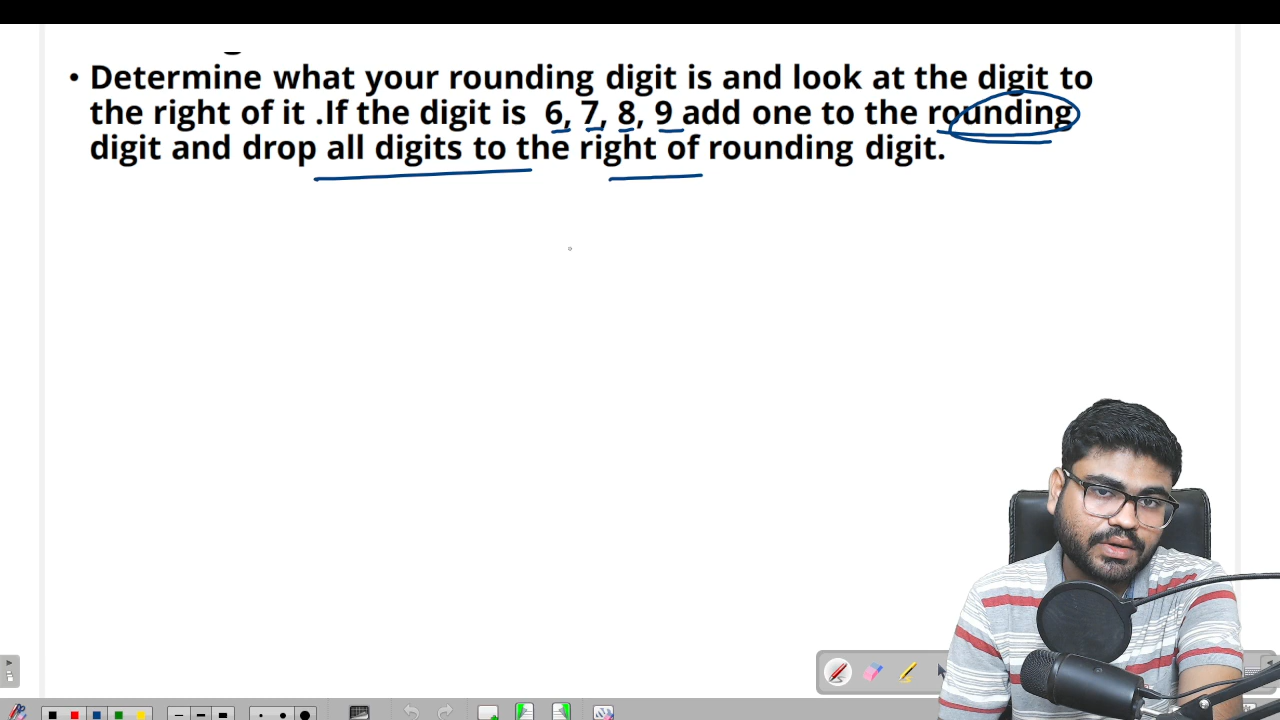 • Determine what your rounding digit is and look at the digit to
the right of it .If the digit is 6, 7, 8, 9 add one to the rounding
digit and drop all digits to the right of rounding digit.